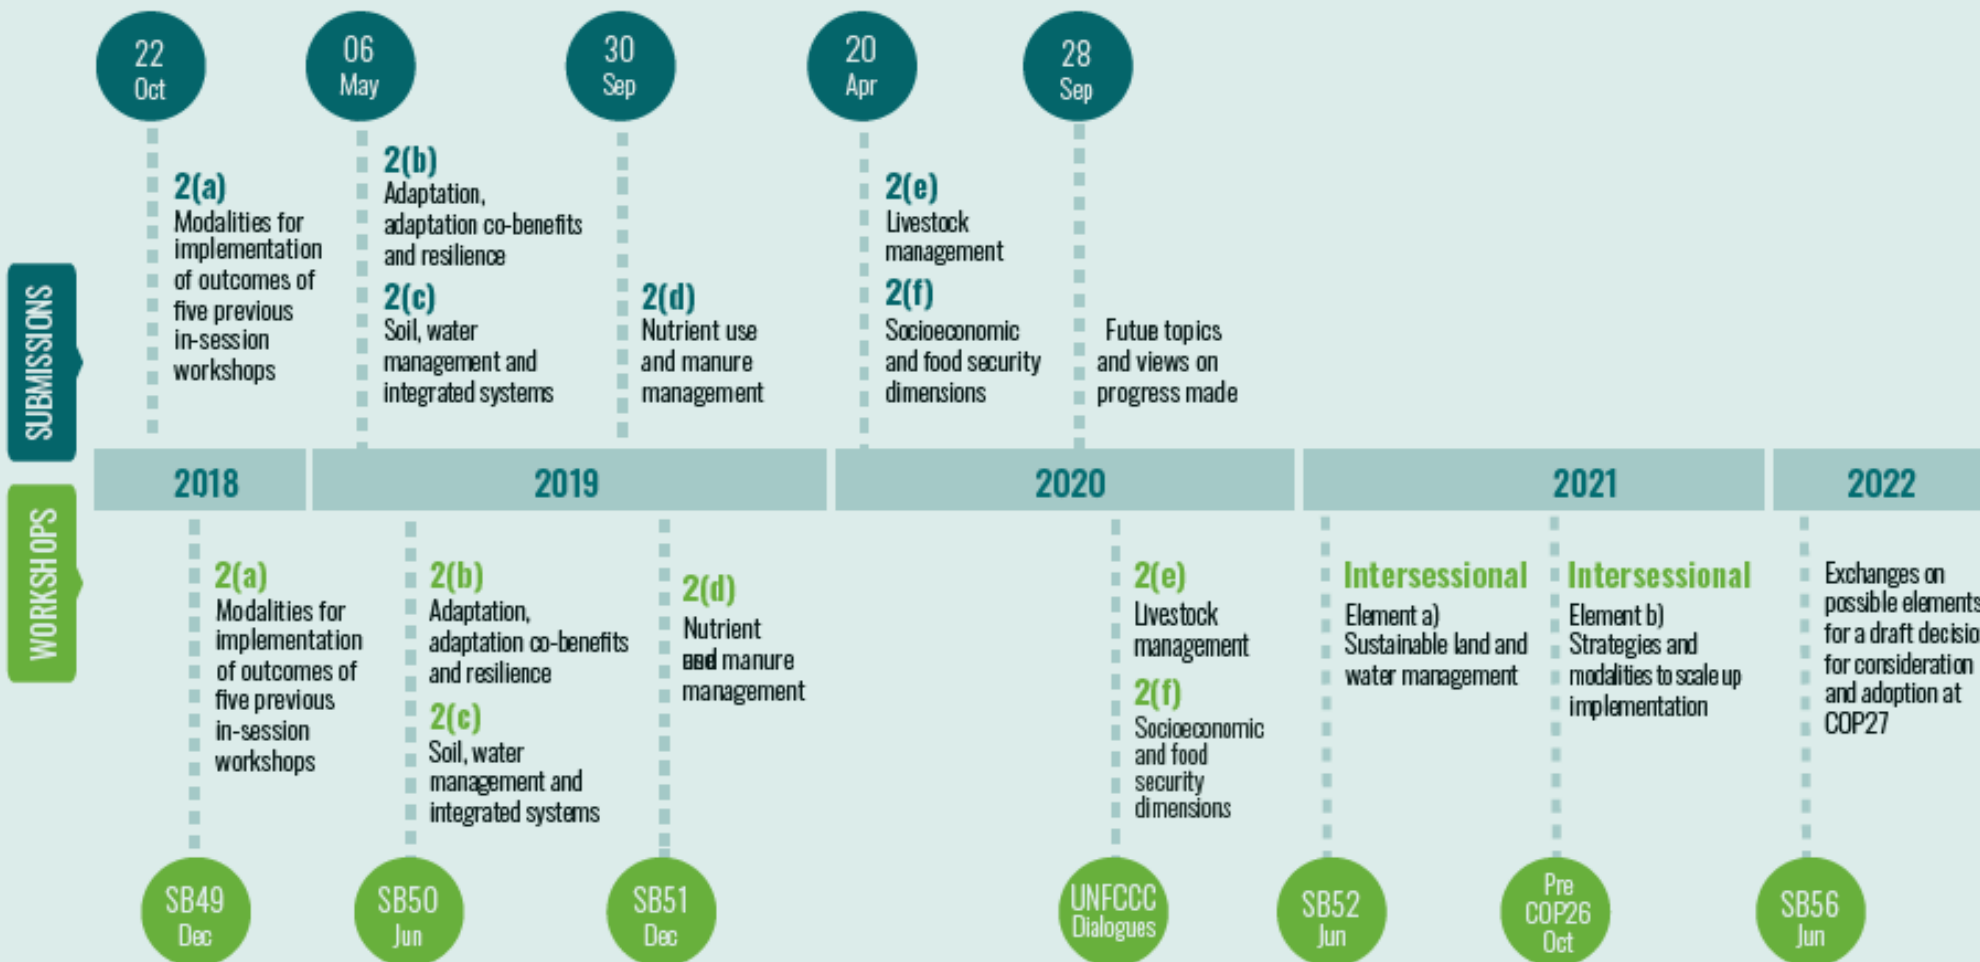 22
Oct
06
May
30
Sep
20
Apr
28
Sep
2(a)
Modalities for
implementation
of outcomes of
five previous
in-session
workshops
2(b)
Adaptation,
adaptation co-benefits
and resilience
2(c)
Soil, water
management and
integrated systems
2(d)
Nutrient use
and manure
management
2(e)
Livestock
management
2(f)
Socioeconomic
and food security
dimensions
Futue topics
and views on
progress made
SUBMISSIONS
2018
2019
2020
2021
2022
WORKSHOPS
2(a)
Modalities for
implementation
of outcomes of
five previous
in-session
workshops
2(b)
Adaptation,
adaptation co-benefits
and resilience
2(c)
Soil, water
management and
integrated systems
2(d)
Nutrient
manure
management
2(e)
Livestock
management
2(f)
Socioeconomic
and food
security
dimensions
Intersessional
Element a)
Sustainable land and
water management
Intersessional
Element b)
Strategies and
modalities to scale up
implementation
Exchanges on
possible elements
for a draft decisio
for consideration
and adoption at
COP27
SB49
Dec
SB50
Jun
SB51
Dec
UNFCCC
Dialogues
SB52
Jun
Pre
COP26
Oct
SB56
Jun